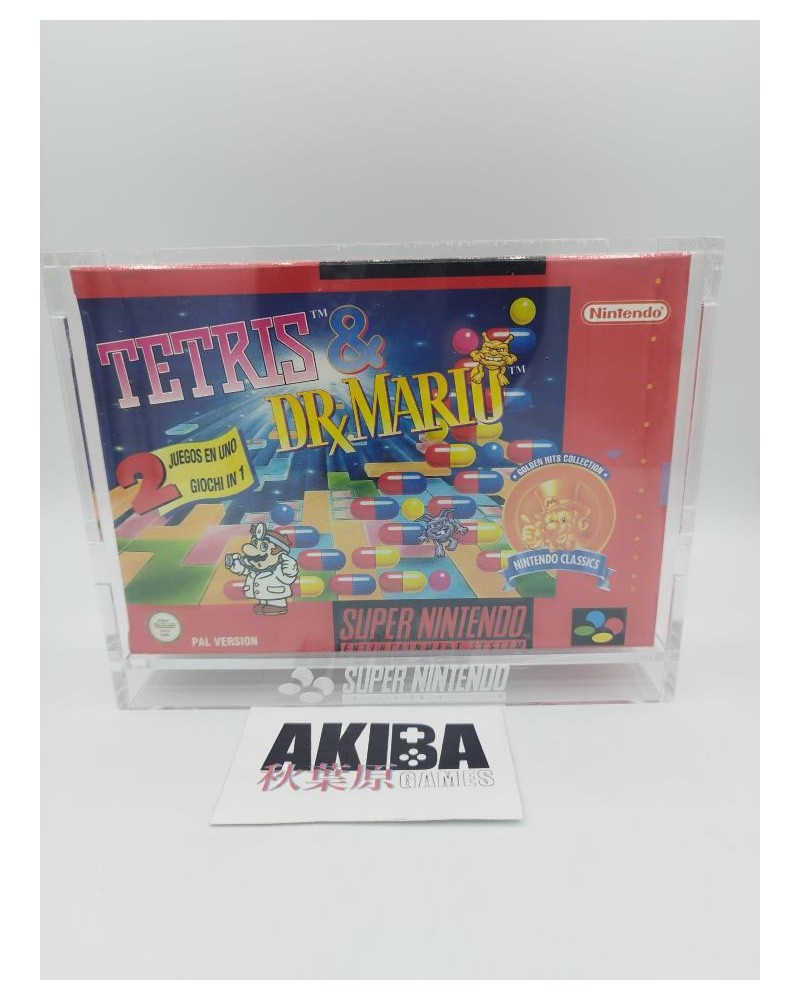 Nintendo
TETRIS™ &
DR. MARIO™
2 JUEGOS EN UNO
GIOCHI IN 1
GOLDEN HITS COLLECTION
NINTENDO CLASSICS
PAL VERSION
SUPER NINTENDO
ENTERTAINMENT SYSTEM
SUPER NINTENDO
AKIBA
秋葉原 GAMES